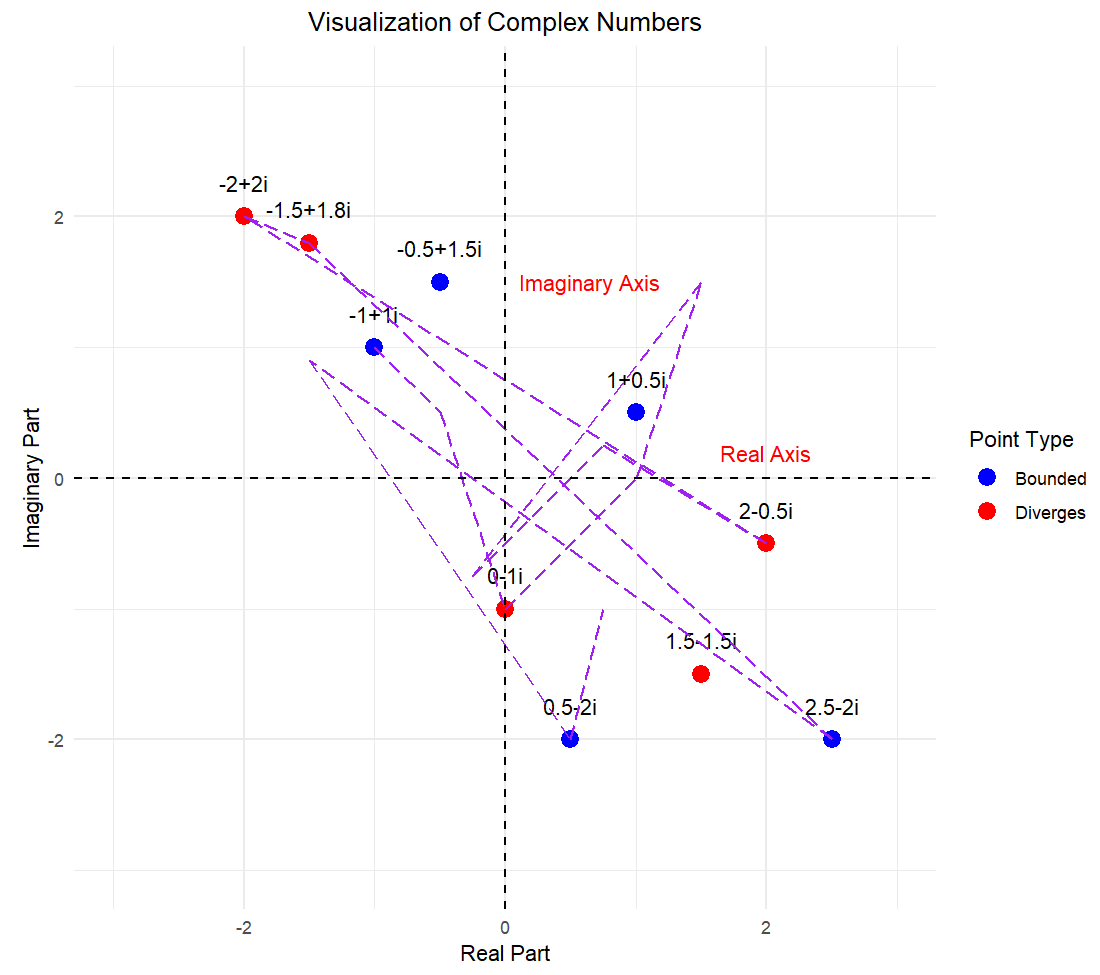 Visualization of Complex Numbers
-2+2i
-1.5+1.8i
-0.5+1.5i
Imaginary Axis
-1+1i
1+0.5i
Real Axis
2-0.5i
0-1i
1.5-1.5i
0.5-2i
2.5-2i
2
0
-2
Imaginary Part
-2
0
2
Real Part
Point Type
Bounded
Diverges